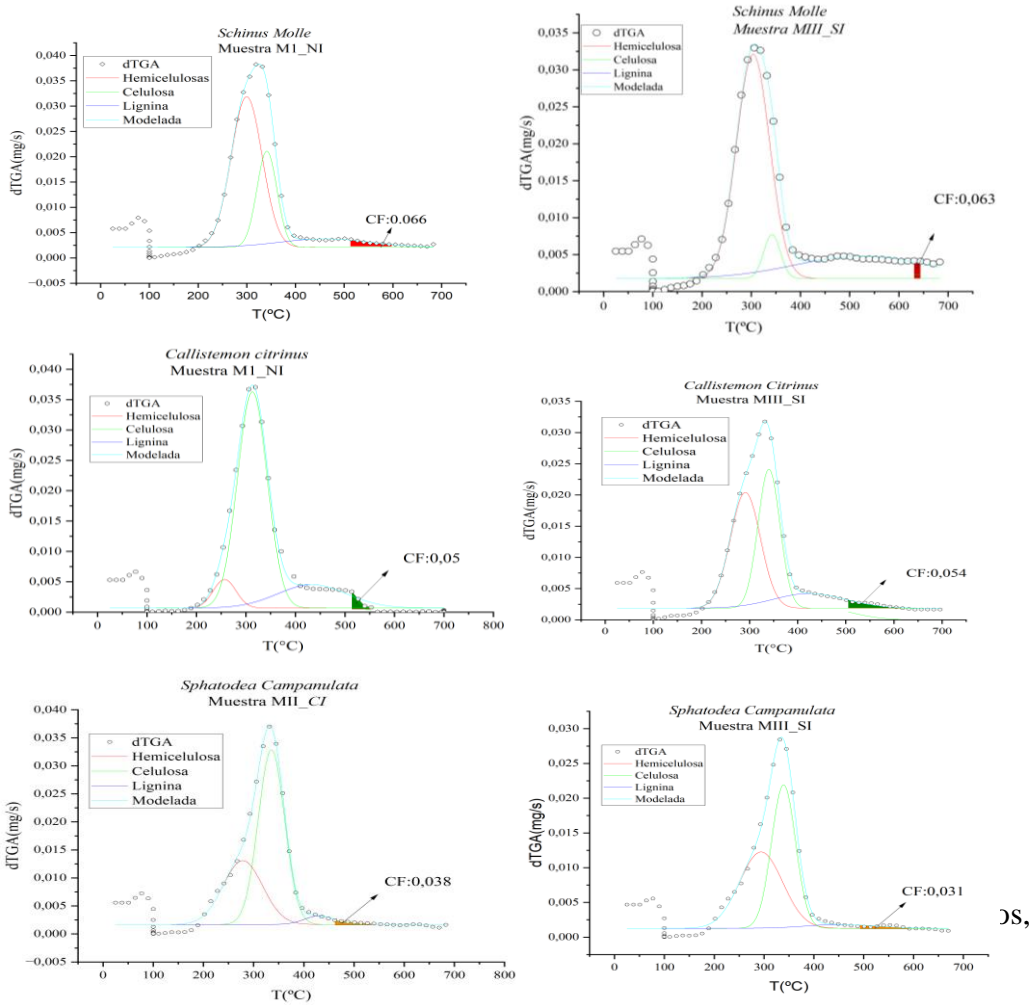 Schinus Molle
Muestra M1_NI
dTGA
Hemicelulosas
Celulosa
Lignina
Modelada
CF:0.066
dTGA(mg/s)
0,040
0,035
0,030
0,025
0,020
0,015
0,010
0,005
0,000
−0,005
0 100 200 300 400 500 600 700
T(ºC)
Schinus Molle
Muestra MIII_SI
dTGA
Hemicelulosa
Celulosa
Lignina
Modelada
CF:0,063
dTGA(mg/s)
0,035
0,030
0,025
0,020
0,015
0,010
0,005
0,000
0 100 200 300 400 500 600 700
T(ºC)
Callistemon citrinus
Muestra M1_NI
dTGA
Hemicelulosa
Celulosa
Lignina
Modelada
CF:0,05
dTGA(mg/s)
0,040
0,035
0,030
0,025
0,020
0,015
0,010
0,005
0,000
0 100 200 300 400 500 600 700 800
T(°C)
Callistemon Citrinus
Muestra MIII_SI
dTGA
Hemicelulosa
Celulosa
Lignina
Modelada
CF:0,054
dTGA(mg/s)
0,035
0,030
0,025
0,020
0,015
0,010
0,005
0,000
0 100 200 300 400 500 600 700
T(ºC)
Sphatodea Campanulata
Muestra MII_CI
dTGA
Hemicelulosa
Celulosa
Lignina
Modelada
CF:0,038
dTGA(mg/s)
0,040
0,035
0,030
0,025
0,020
0,015
0,010
0,005
0,000
−0,005
0 100 200 300 400 500 600 700 800
T(ºC)
Sphatodea Campanulata
Muestra MIII_SI
dTGA
Hemicelulosa
Celulosa
Lignina
Modelada
CF:0,031
dTGA(mg/s)
0,030
0,025
0,020
0,015
0,010
0,005
0,000
0 100 200 300 400 500 600 700
T(ºC)
os,